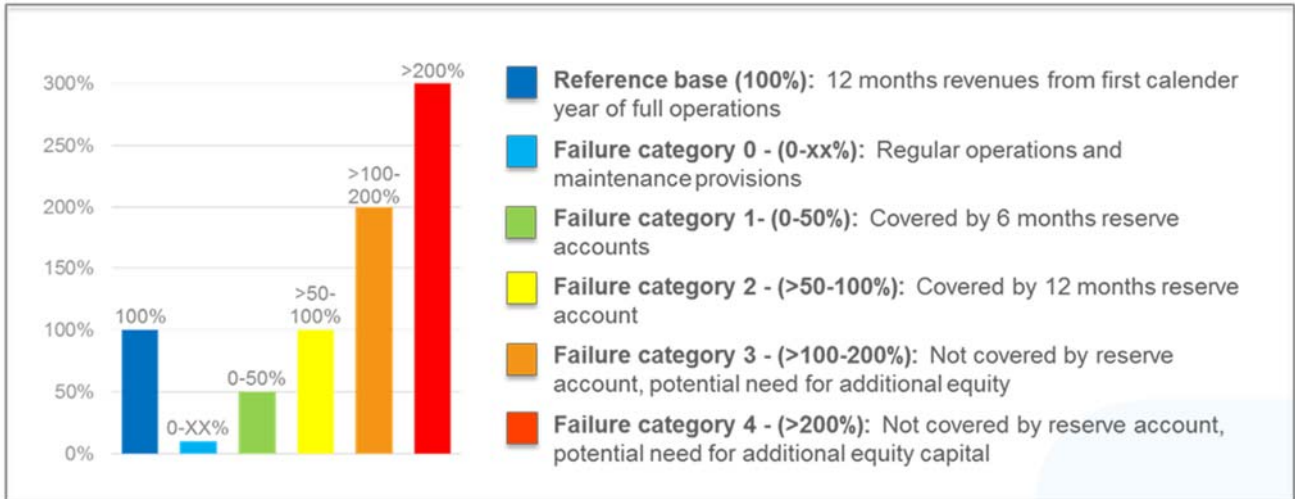 300%
250%
200%
150%
100%
50%
0%
100%
0-XX%
0-50%
>50-
100%
>100-
200%
>200%
Reference base (100%): 12 months revenues from first calender
year of full operations
Failure category 0 - (0-xx%): Regular operations and
maintenance provisions
Failure category 1- (0-50%): Covered by 6 months reserve
accounts
Failure category 2 - (>50-100%): Covered by 12 months reserve
account
Failure category 3 - (>100-200%): Not covered by reserve
account, potential need for additional equity
Failure category 4 - (>200%): Not covered by reserve account,
potential need for additional equity capital